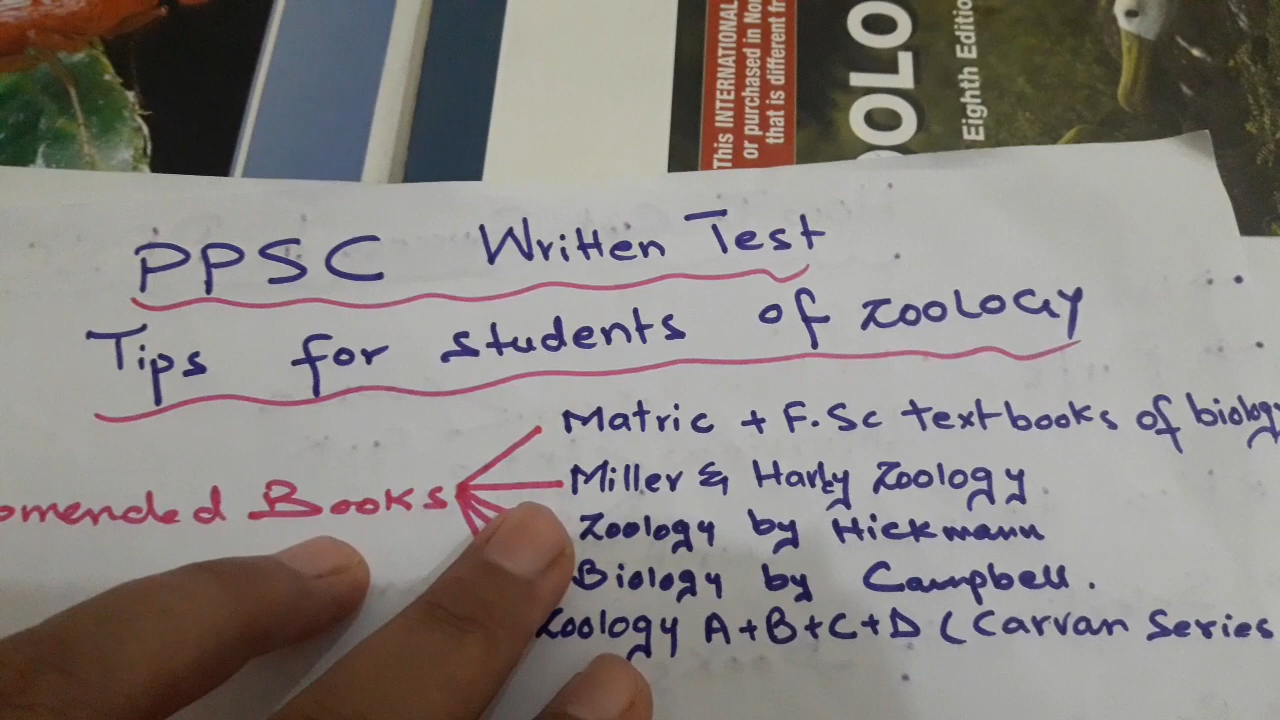 This INTERNATIONAL
or purchased in No
that is different fr
OLO
Eighth Editio
PPSC Written Test
Tips for students of zoology
omended Books
Matric + F.Sc textbooks of biology
Miller & Harly Zoology
Zoology by Hickmann
Biology by Campbell.
Zoology A+B+C+D (Carvan Series